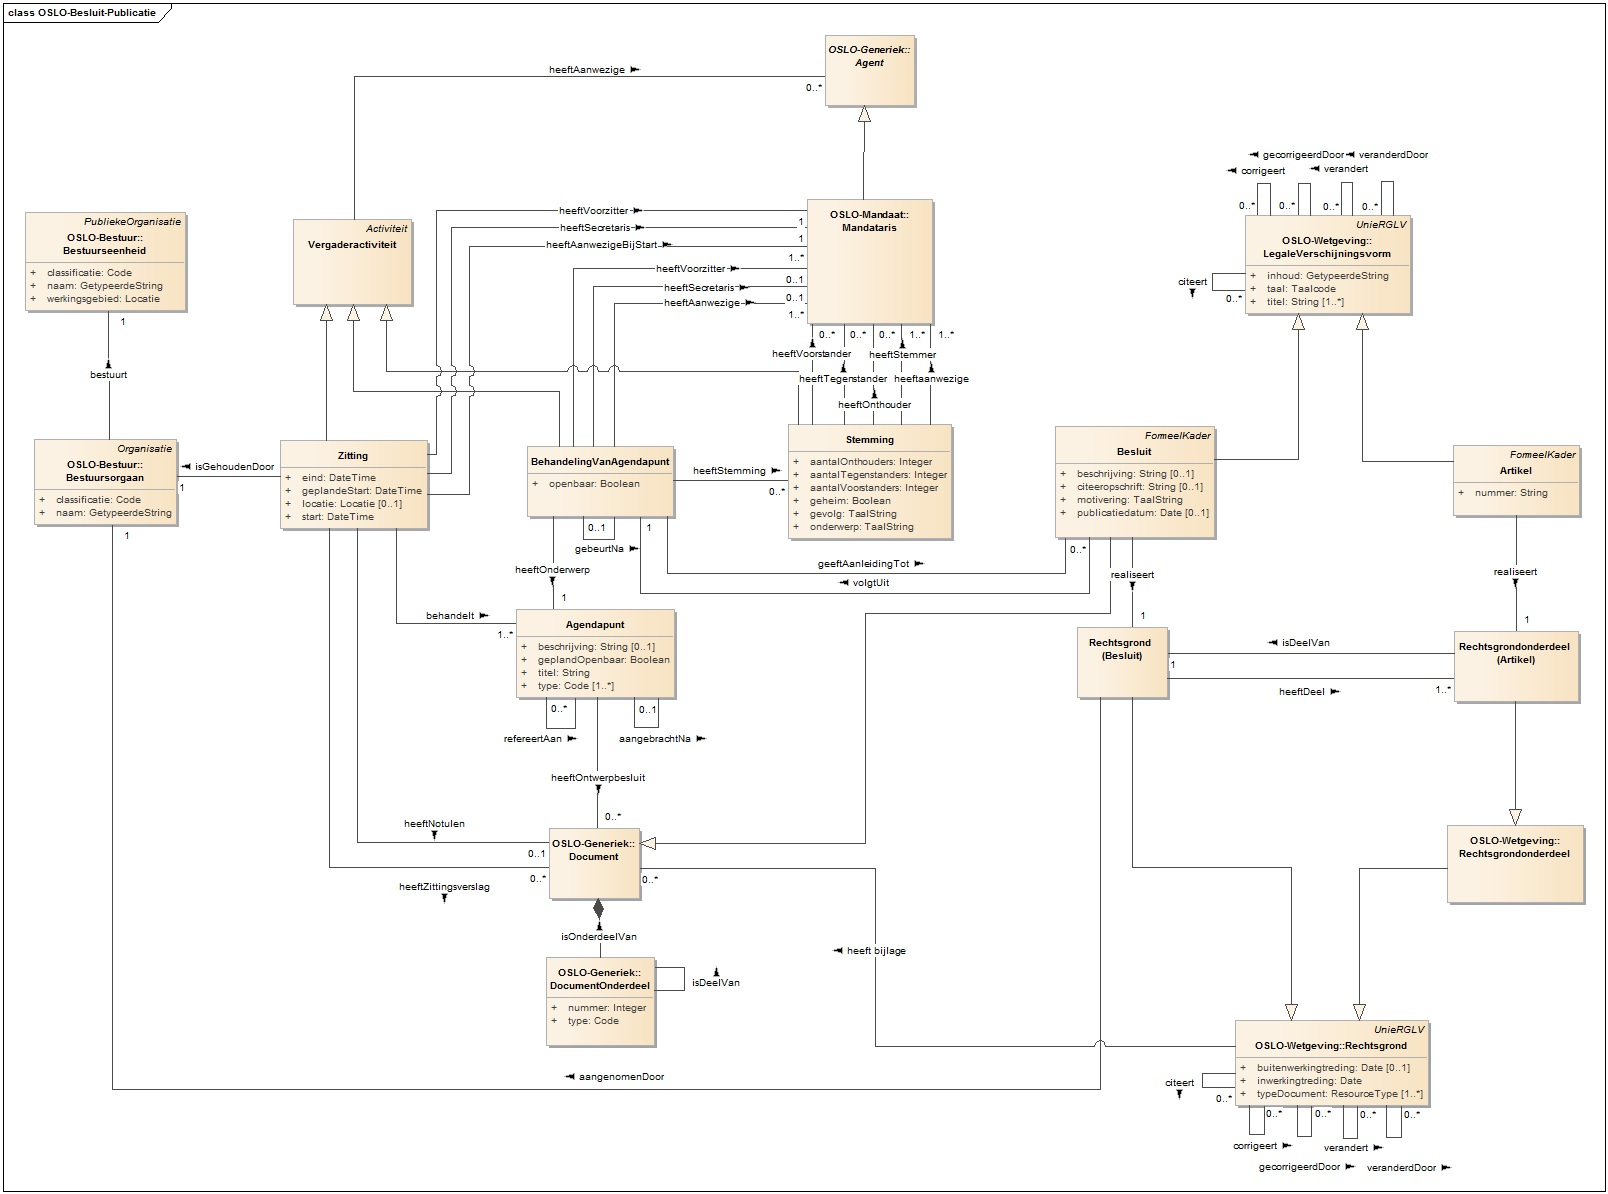 class OSLO-Besluit-Publicatie
OSLO-Generiek::
Agent
heeftAanwezige
0..*
gecorrigeerdDoor
veranderdDoor
corrigeert
verandert
0..*
0..*
0..*
0..*
PubliekeOrganisatie
OSLO-Bestuur::
Bestuurseenheid
+ classificatie: Code
+ naam: GetypeerdeString
+ werkingsgebied: Locatie
1
bestuurt
Activiteit
Vergaderactiviteit
heeftVoorzitter
1
heeftSecretaris
1
heeftAanwezigeBijStart
1..*
heeftVoorzitter
0..1
heeftSecretaris
0..1
heeftAanwezige
1..*
OSLO-Mandaat::
Mandataris
0..*
0..*
0..*
1..*
1..*
heeftVoorstander
heeftStemmer
heeftTegenstander
heeftaanwezige
heeftOnthouder
UnieRGLV
OSLO-Wetgeving::
LegaleVerschijningsvorm
+ inhoud: GetypeerdeString
+ taal: Taalcode
+ titel: String [1..*]
citeert
0..*
Organisatie
OSLO-Bestuur::
Bestuursorgaan
+ classificatie: Code
+ naam: GetypeerdeString
1
isGehoudenDoor
1
Zitting
+ eind: DateTime
+ geplandeStart: DateTime
+ locatie: Locatie [0..1]
+ start: DateTime
BehandelingVanAgendapunt
+ openbaar: Boolean
heeftStemming
0..*
Stemming
+ aantalOnthouders: Integer
+ aantalTegenstanders: Integer
+ aantalVoorstanders: Integer
+ geheim: Boolean
+ gevolg: TaalString
+ onderwerp: TaalString
FormeelKader
Besluit
+ beschrijving: String [0..1]
+ citeeropschrift: String [0..1]
+ motivering: TaalString
+ publicatiedatum: Date [0..1]
FormeelKader
Artikel
+ nummer: String
0..1
1
gebeurtNa
0..*
geeftAanleidingTot
volgtUit
heeftOnderwerp
1
realiseert
1
realiseert
1
behandelt
1..*
Agendapunt
+ beschrijving: String [0..1]
+ geplandOpenbaar: Boolean
+ titel: String
+ type: Code [1..*]
0..*
0..1
refereertAan
aangebrachtNa
Rechtsgrond
(Besluit)
isDeelVan
1
heeftDeel
1..*
Rechtsgrondonderdeel
(Artikel)
heeftOntwerpbesluit
0..*
heeftNotulen
0..1
0..*
heeftZittingsverslag
OSLO-Generiek::
Document
0..*
OSLO-Wetgeving::
Rechtsgrondonderdeel
isOnderdeelVan
heeft bijlage
OSLO-Generiek::
DocumentOnderdeel
+ nummer: Integer
+ type: Code
isDeelVan
aangenomenDoor
UnieRGLV
OSLO-Wetgeving::Rechtsgrond
+ buitenwerkingtreding: Date [0..1]
+ inwerkingtreding: Date
+ typeDocument: ResourceType [1..*]
citeert
0..*
0..*
0..*
0..*
0..*
corrigeert
verandert
gecorrigeerdDoor
veranderdDoor